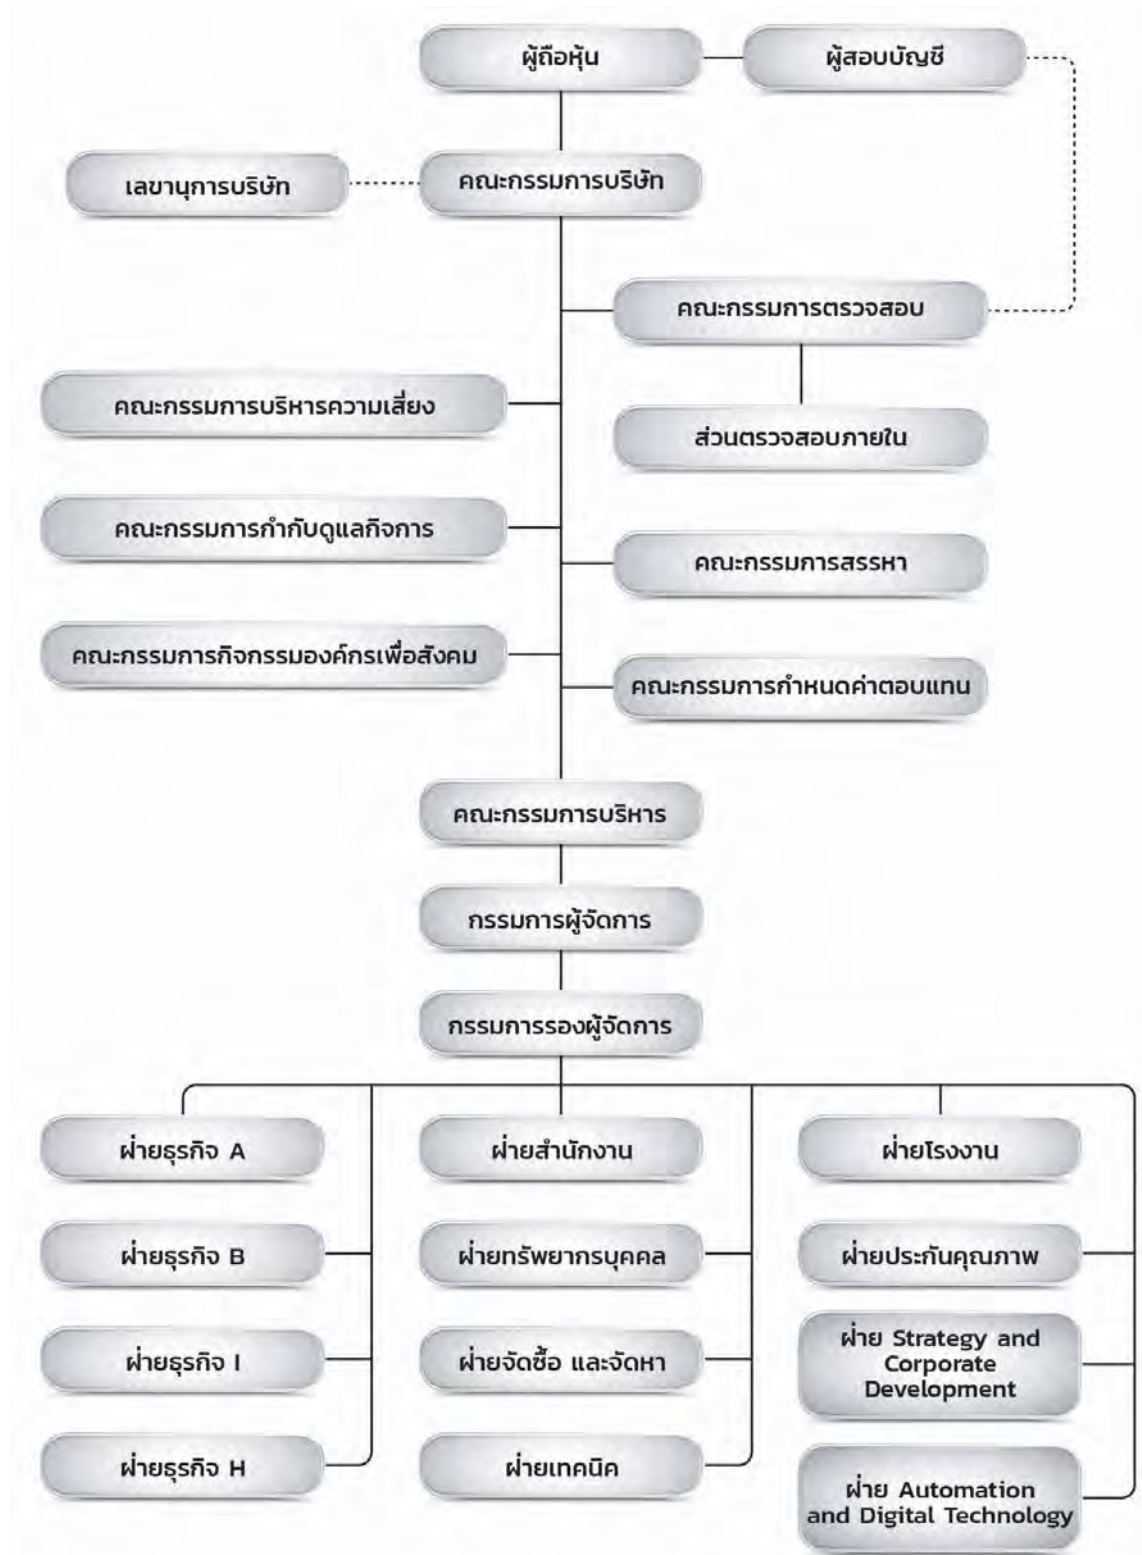 ผู้ถือหุ้น
ผู้สอบบัญชี
เลขานุการบริษัท
คณะกรรมการบริษัท
คณะกรรมการตรวจสอบ
คณะกรรมการบริหารความเสี่ยง
ส่วนตรวจสอบภายใน
คณะกรรมการกำกับดูแลกิจการ
คณะกรรมการสรรหา
คณะกรรมการกิจกรรมองค์กรเพื่อสังคม
คณะกรรมการกำหนดค่าตอบแทน
คณะกรรมการบริหาร
กรรมการผู้จัดการ
กรรมการรองผู้จัดการ
ฝ่ายธุรกิจ A
ฝ่ายสำนักงาน
ฝ่ายโรงงาน
ฝ่ายธุรกิจ B
ฝ่ายทรัพยากรบุคคล
ฝ่ายประกันคุณภาพ
ฝ่ายธุรกิจ I
ฝ่ายจัดซื้อ และจัดหา
ฝ่าย Strategy and
Corporate
Development
ฝ่ายธุรกิจ H
ฝ่ายเทคนิค
ฝ่าย Automation
and Digital Technology